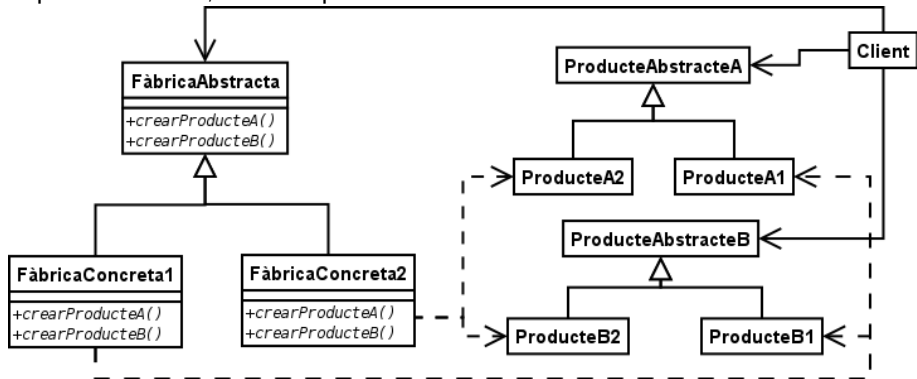 Client
FàbricaAbstracta
+crearProducteA()
+crearProducteB()
ProducteAbstracteA
ProducteA2
ProducteA1
ProducteAbstracteB
FàbricaConcreta1
+crearProducteA()
+crearProducteB()
FàbricaConcreta2
+crearProducteA()
+crearProducteB()
ProducteB2
ProducteB1